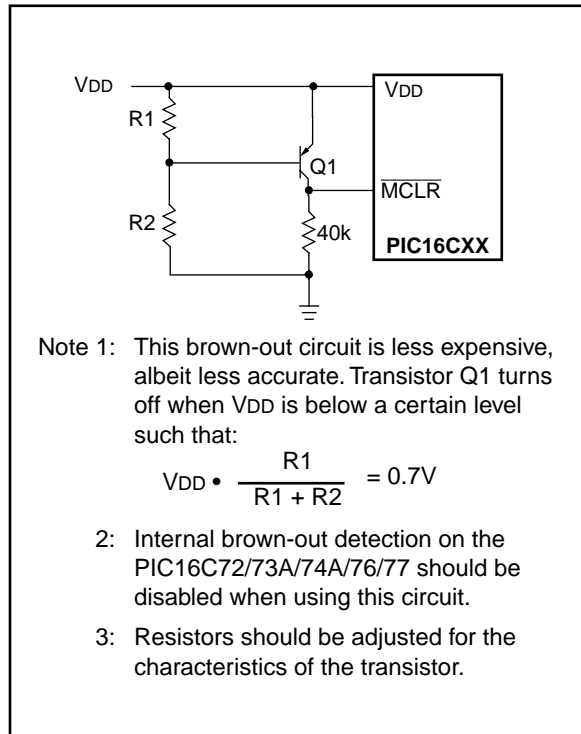 VDD
R1
R2
Q1
40k
VDD
MCLR
PIC16CXX
Note 1: This brown-out circuit is less expensive,
albeit less accurate. Transistor Q1 turns
off when VDD is below a certain level
such that:
VDD • R1 / R1 + R2 = 0.7V
2: Internal brown-out detection on the
PIC16C72/73A/74A/76/77 should be
disabled when using this circuit.
3: Resistors should be adjusted for the
characteristics of the transistor.